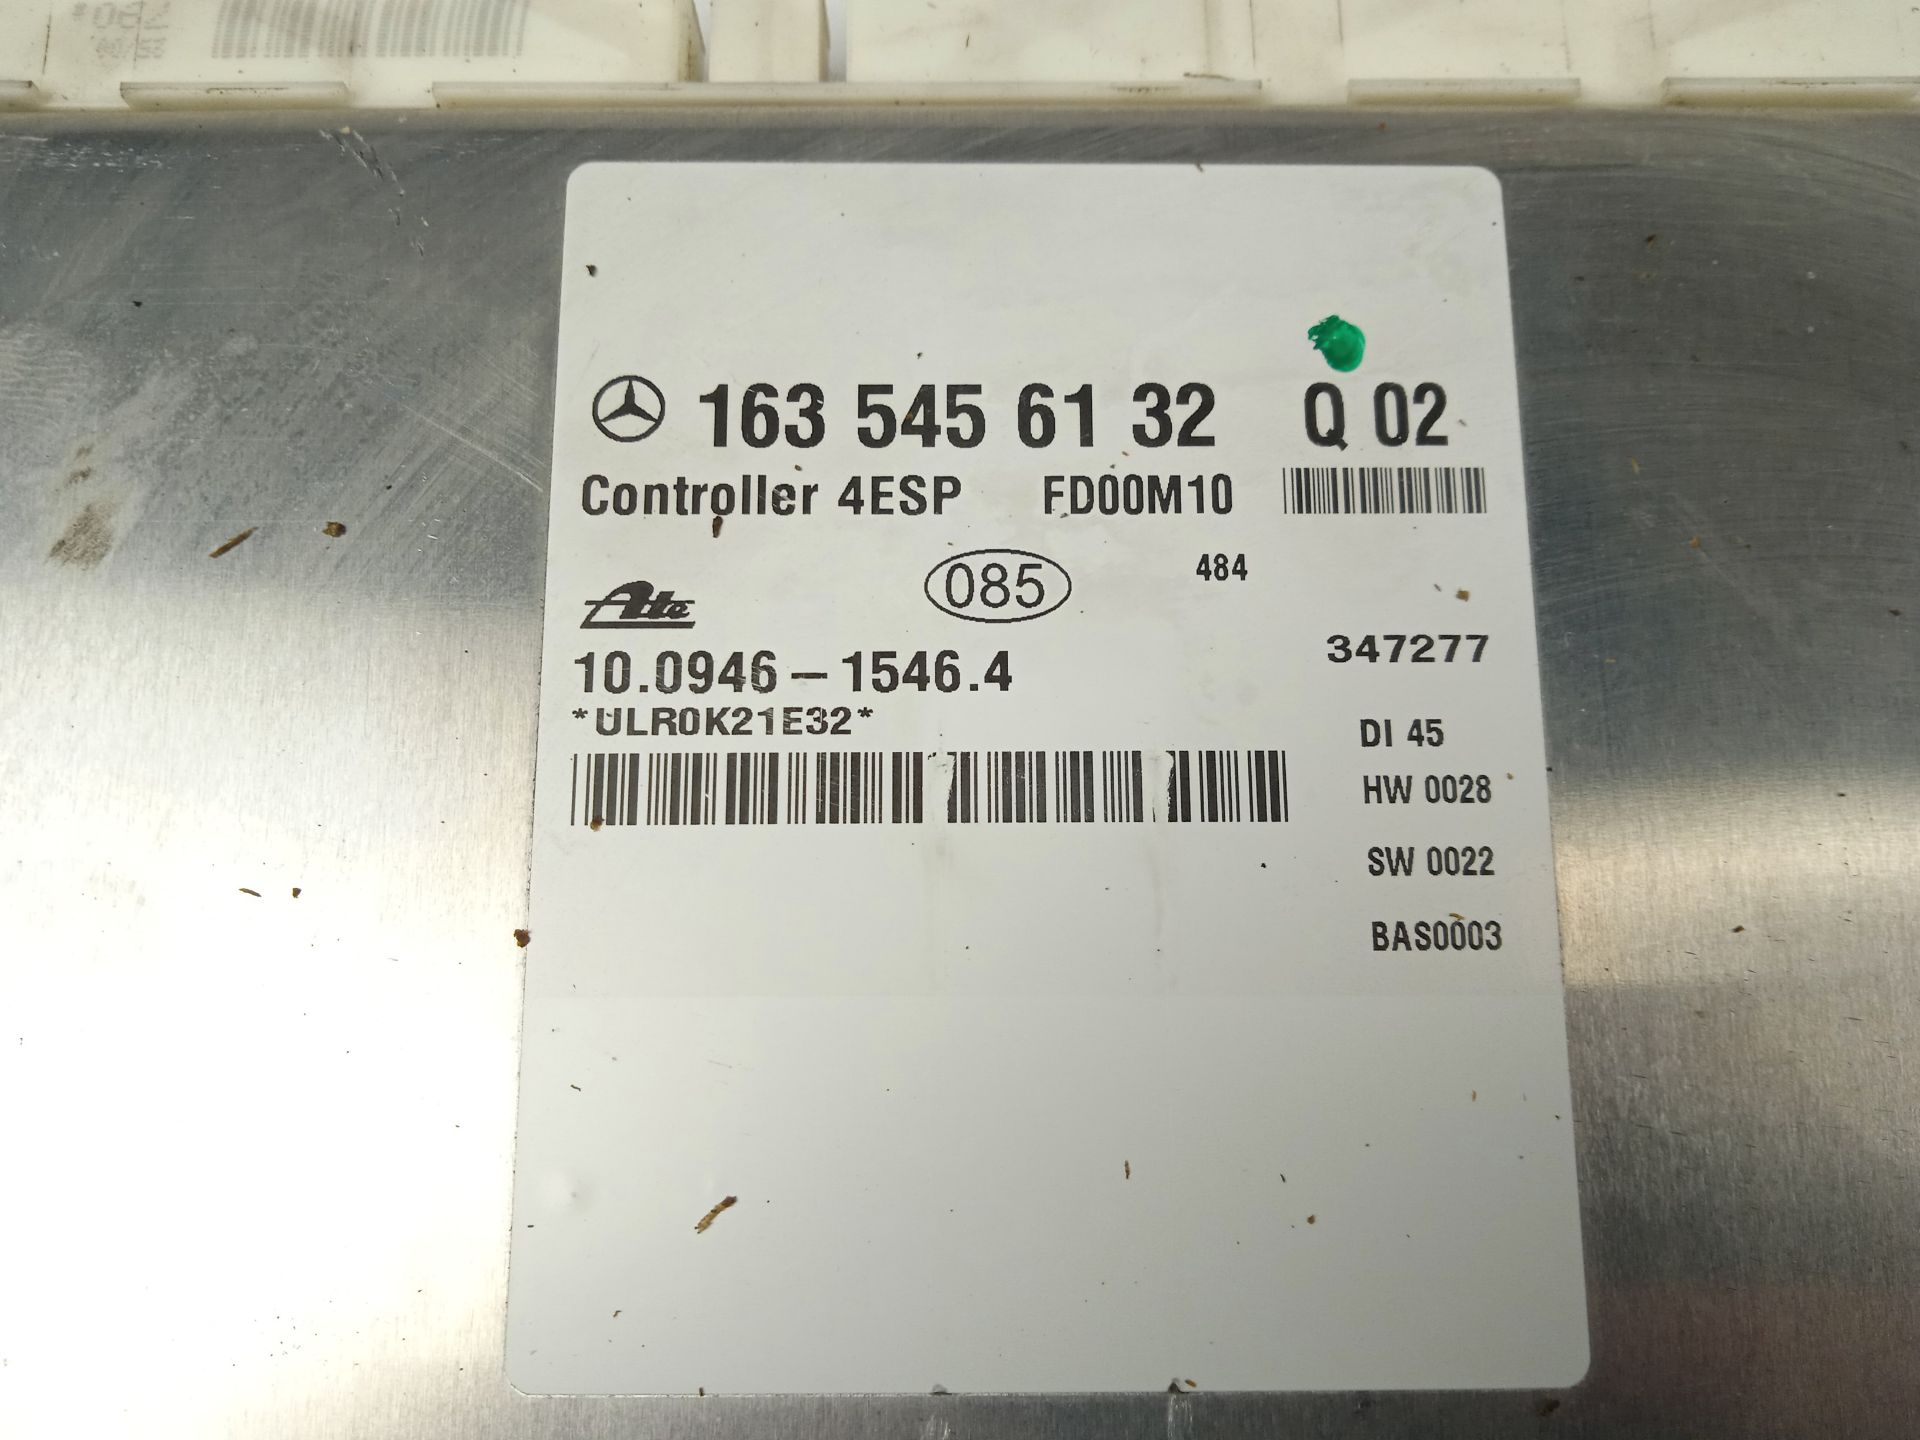 163 545 61 32 Q 02
Controller 4ESP FD00M10
484
085
Ate
347277
10.0946-1546.4
*ULR0K21E32*
DI 45
HW 0028
SW 0022
BAS0003